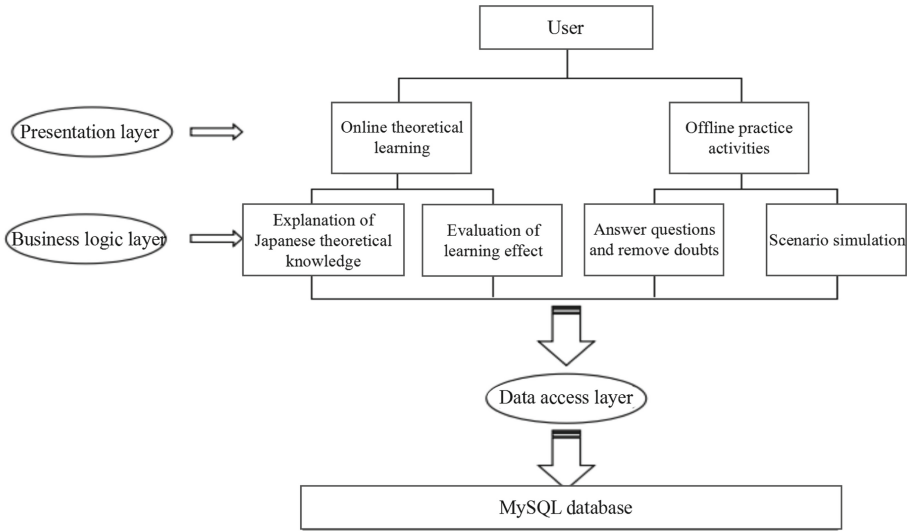 User
Presentation layer
Online theoretical
learning
Offline practice
activities
Business logic layer
Explanation of
Japanese theoretical
knowledge
Evaluation of
learning effect
Answer questions
and remove doubts
Scenario simulation
Data access layer
MySQL database